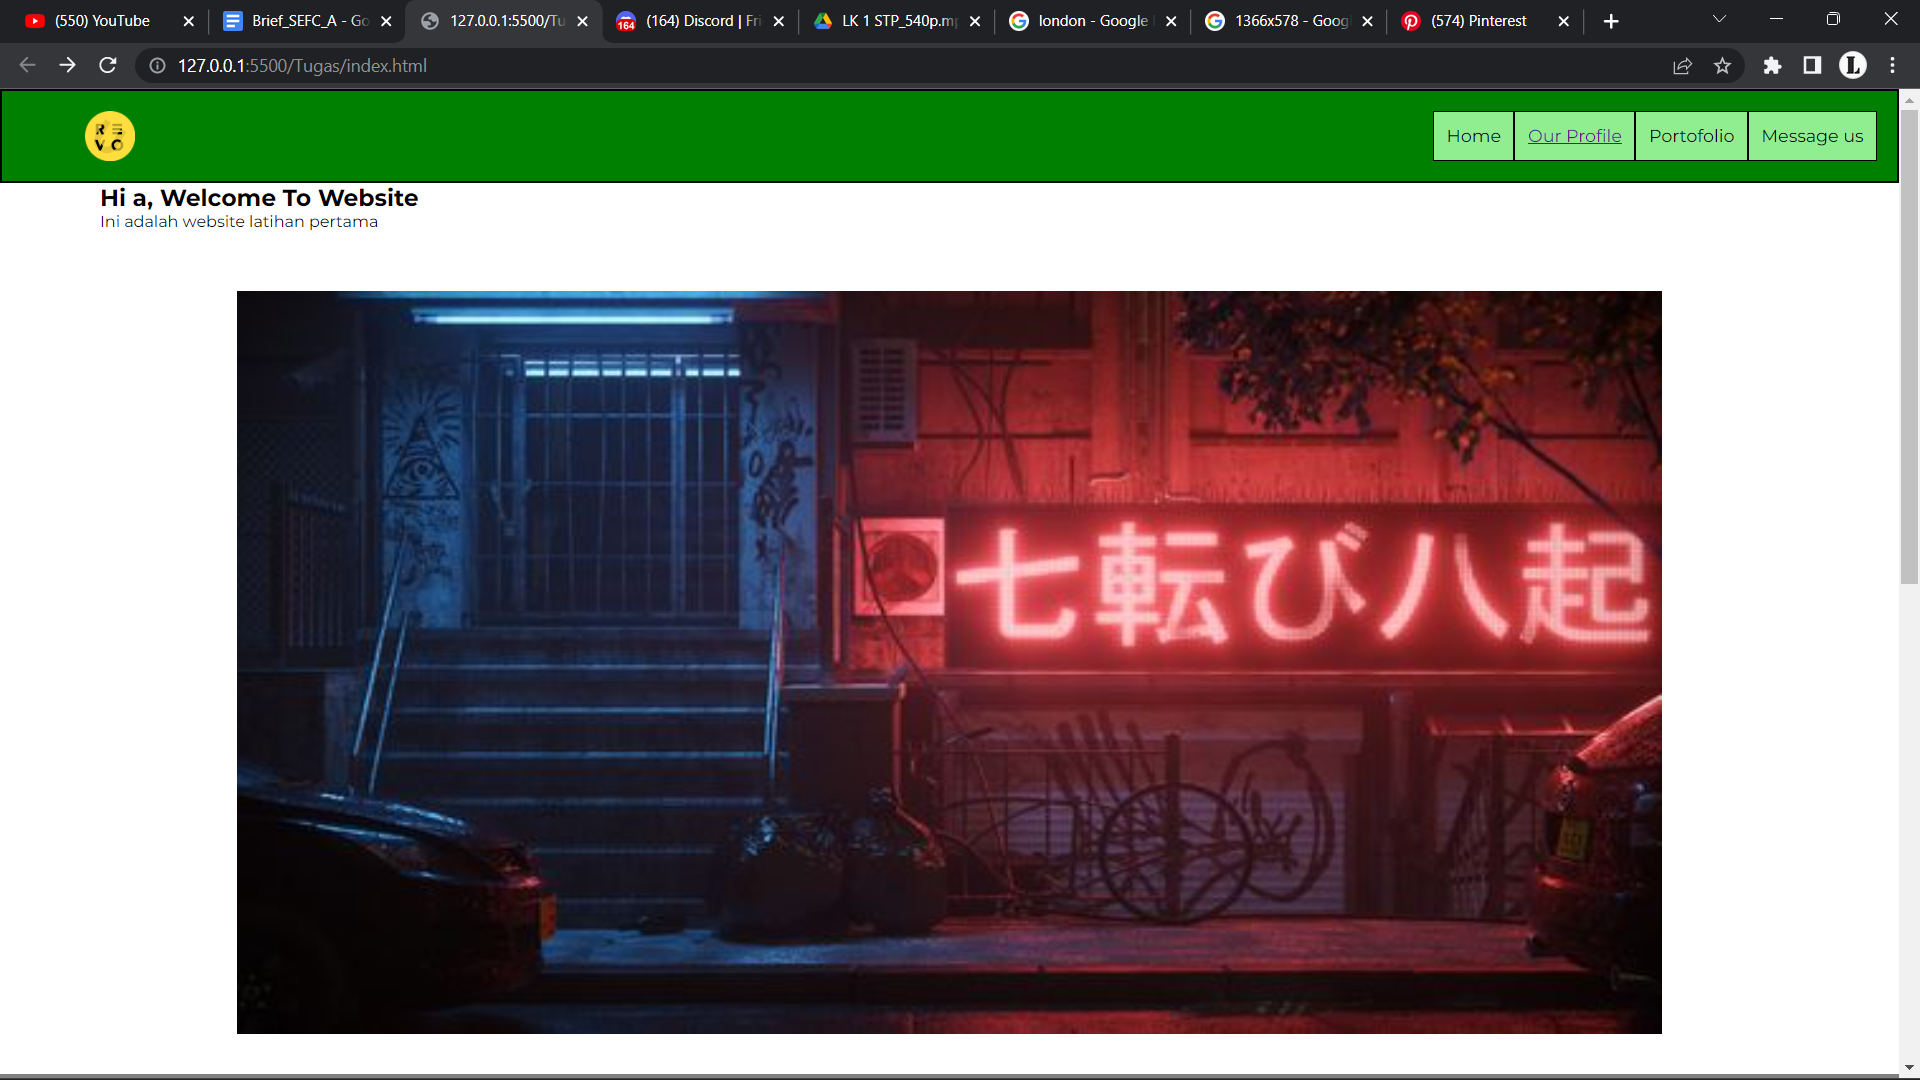 (550) YouTube
Brief_SEFC_A - Go
127.0.0.1:5500/Tu
(164) Discord | Fri
LK 1 STP_540p.m
london - Google
1366x578 - Goog
(574) Pinterest
127.0.0.1:5500/Tugas/index.html
L
RE
VO
Home
Our Profile
Portofolio
Message us
Hi a, Welcome To Website
Ini adalah website latihan pertama
七転び八起